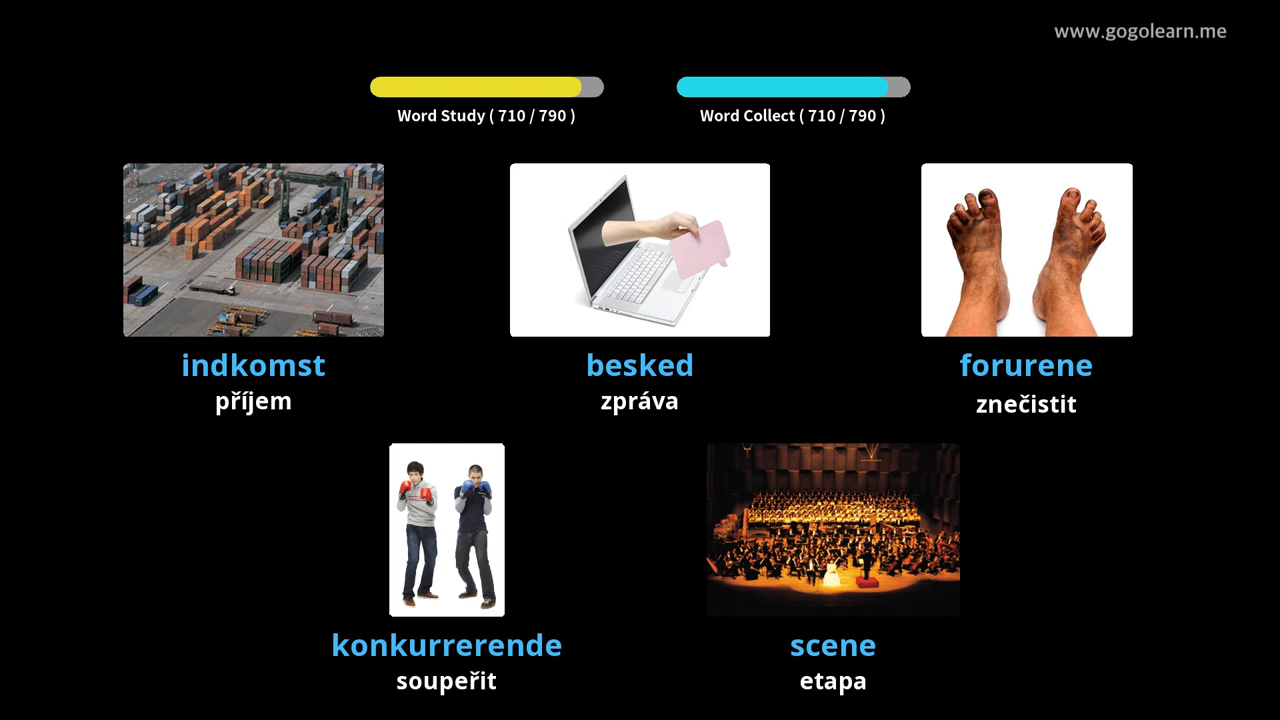 www.gogolearn.me
Word Study ( 710 / 790 )
Word Collect ( 710 / 790 )
indkomst
příjem
besked
zpráva
forurene
znečistit
konkurrerende
soupeřit
scene
etapa